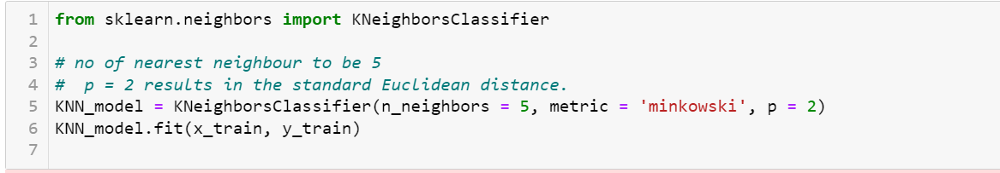 1 from sklearn.neighbors import KNeighborsClassifier
2
3 # no of nearest neighbour to be 5
4 #  p = 2 results in the standard Euclidean distance.
5 KNN_model = KNeighborsClassifier(n_neighbors = 5, metric = 'minkowski', p = 2)
6 KNN_model.fit(x_train, y_train)
7